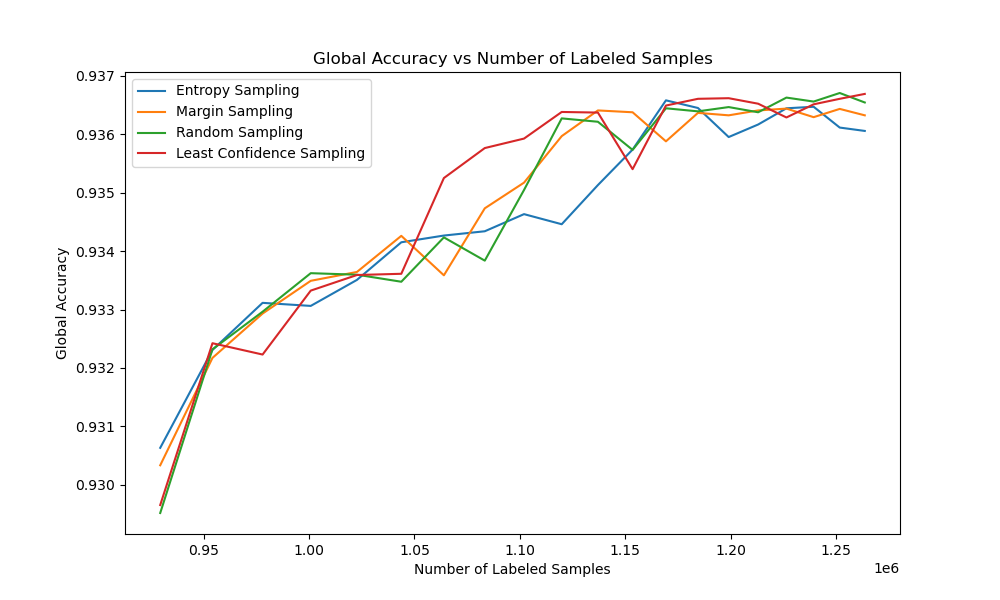 Global Accuracy vs Number of Labeled Samples
Entropy Sampling
Margin Sampling
Random Sampling
Least Confidence Sampling
Global Accuracy
0.937
0.936
0.935
0.934
0.933
0.932
0.931
0.930
0.95
1.00
1.05
1.10
1.15
1.20
1.25
1e6
Number of Labeled Samples